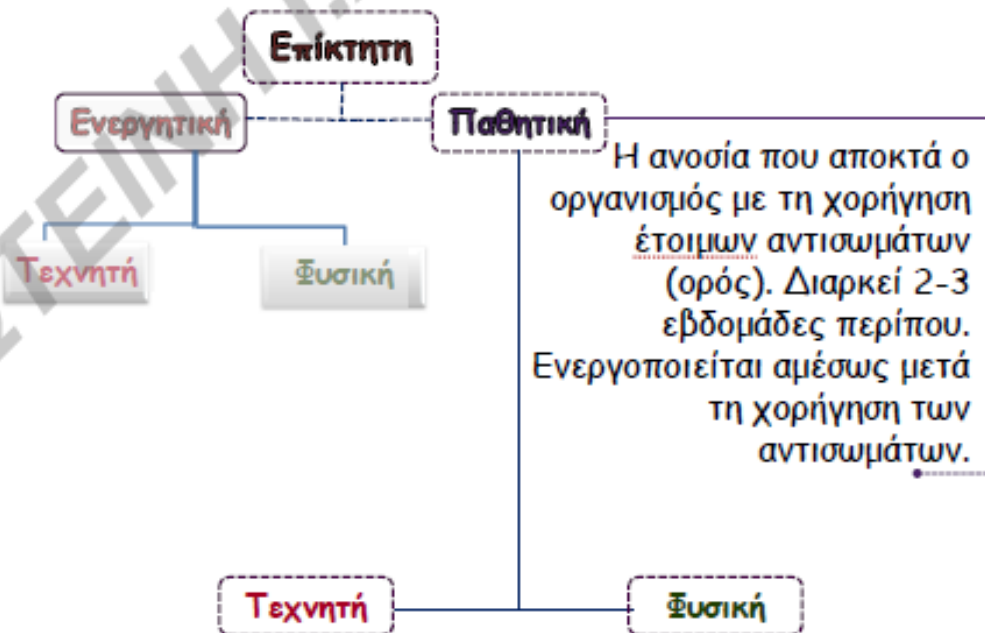 Επίκτητη
Ενεργητική
Παθητική
Η ανοσία που αποκτά ο
οργανισμός με τη χορήγηση
έτοιμων αντισωμάτων
(ορός). Διαρκεί 2-3
εβδομάδες περίπου.
Ενεργοποιείται αμέσως μετά
τη χορήγηση των
αντισωμάτων.
Τεχνητή
Φυσική
Τεχνητή
Φυσική